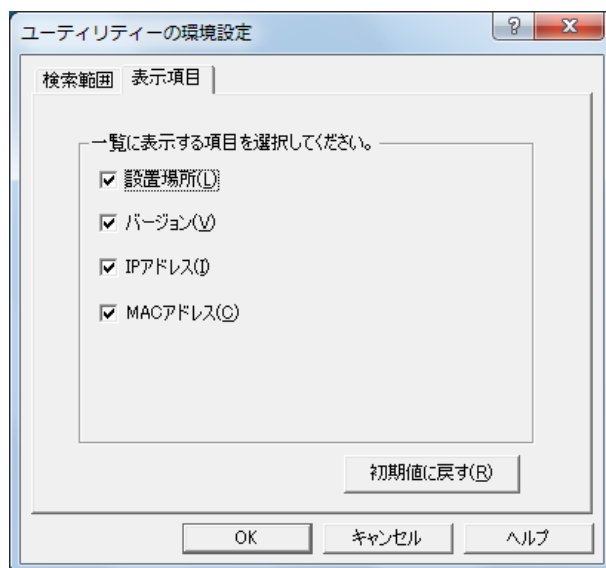 ユーティリティーの環境設定
検索範囲
表示項目
一覧に表示する項目を選択してください。
設置場所(L)
バージョン(V)
IPアドレス(I)
MACアドレス(C)
初期値に戻す(R)
OK
キャンセル
ヘルプ